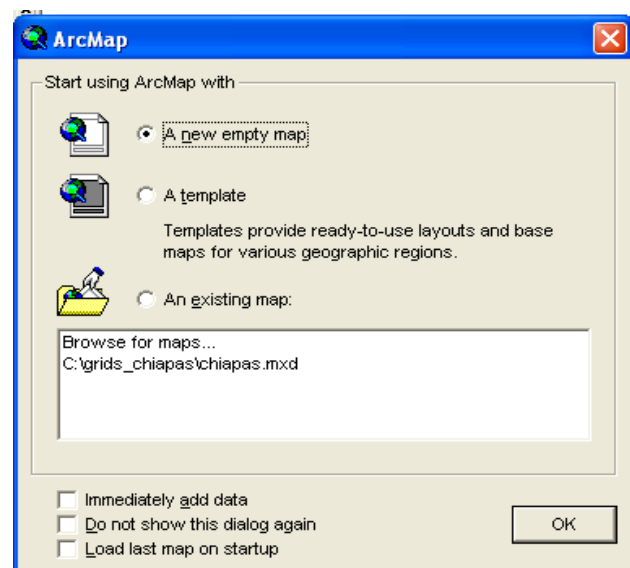 ArcMap
Start using ArcMap with
A new empty map
A template
Templates provide ready-to-use layouts and base
maps for various geographic regions.
An existing map:
Browse for maps...
C:\grids_chiapas\chiapas.mxd
Immediately add data
Do not show this dialog again
Load last map on startup
OK